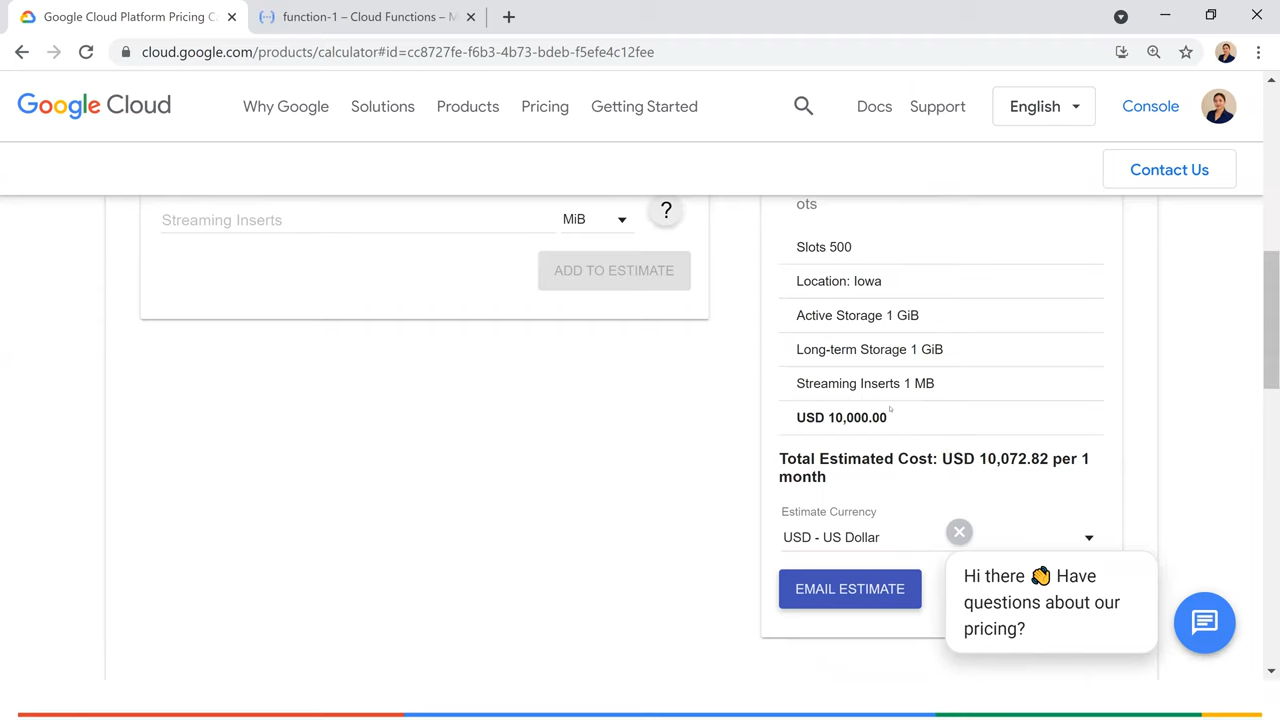 Google Cloud Platform Pricing C
function-1 – Cloud Functions – M
cloud.google.com/products/calculator#id=cc8727fe-f6b3-4b73-bdeb-f5efe4c12fee
Google Cloud
Why Google
Solutions
Products
Pricing
Getting Started
Docs
Support
English
Console
Contact Us
Streaming Inserts
MiB
?
ADD TO ESTIMATE
ots
Slots 500
Location: Iowa
Active Storage 1 GiB
Long-term Storage 1 GiB
Streaming Inserts 1 MB
USD 10,000.00
Total Estimated Cost: USD 10,072.82 per 1
month
Estimate Currency
USD - US Dollar
EMAIL ESTIMATE
Hi there 👋 Have
questions about our
pricing?